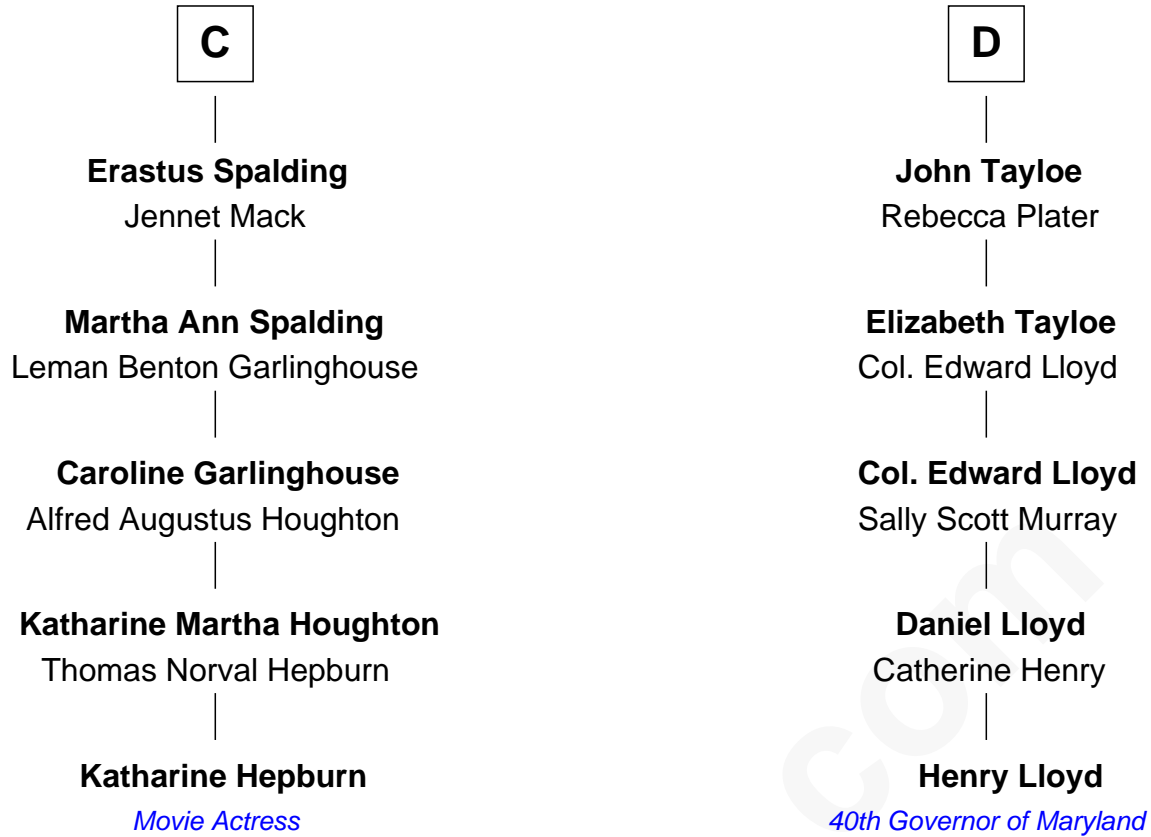 C
Erastus Spalding
Jennet Mack
Martha Ann Spalding
Leman Benton Garlinghouse
Caroline Garlinghouse
Alfred Augustus Houghton
Katharine Martha Houghton
Thomas Norval Hepburn
Katharine Hepburn
Movie Actress
D
John Tayloe
Rebecca Plater
Elizabeth Tayloe
Col. Edward Lloyd
Col. Edward Lloyd
Sally Scott Murray
Daniel Lloyd
Catherine Henry
Henry Lloyd
40th Governor of Maryland
com